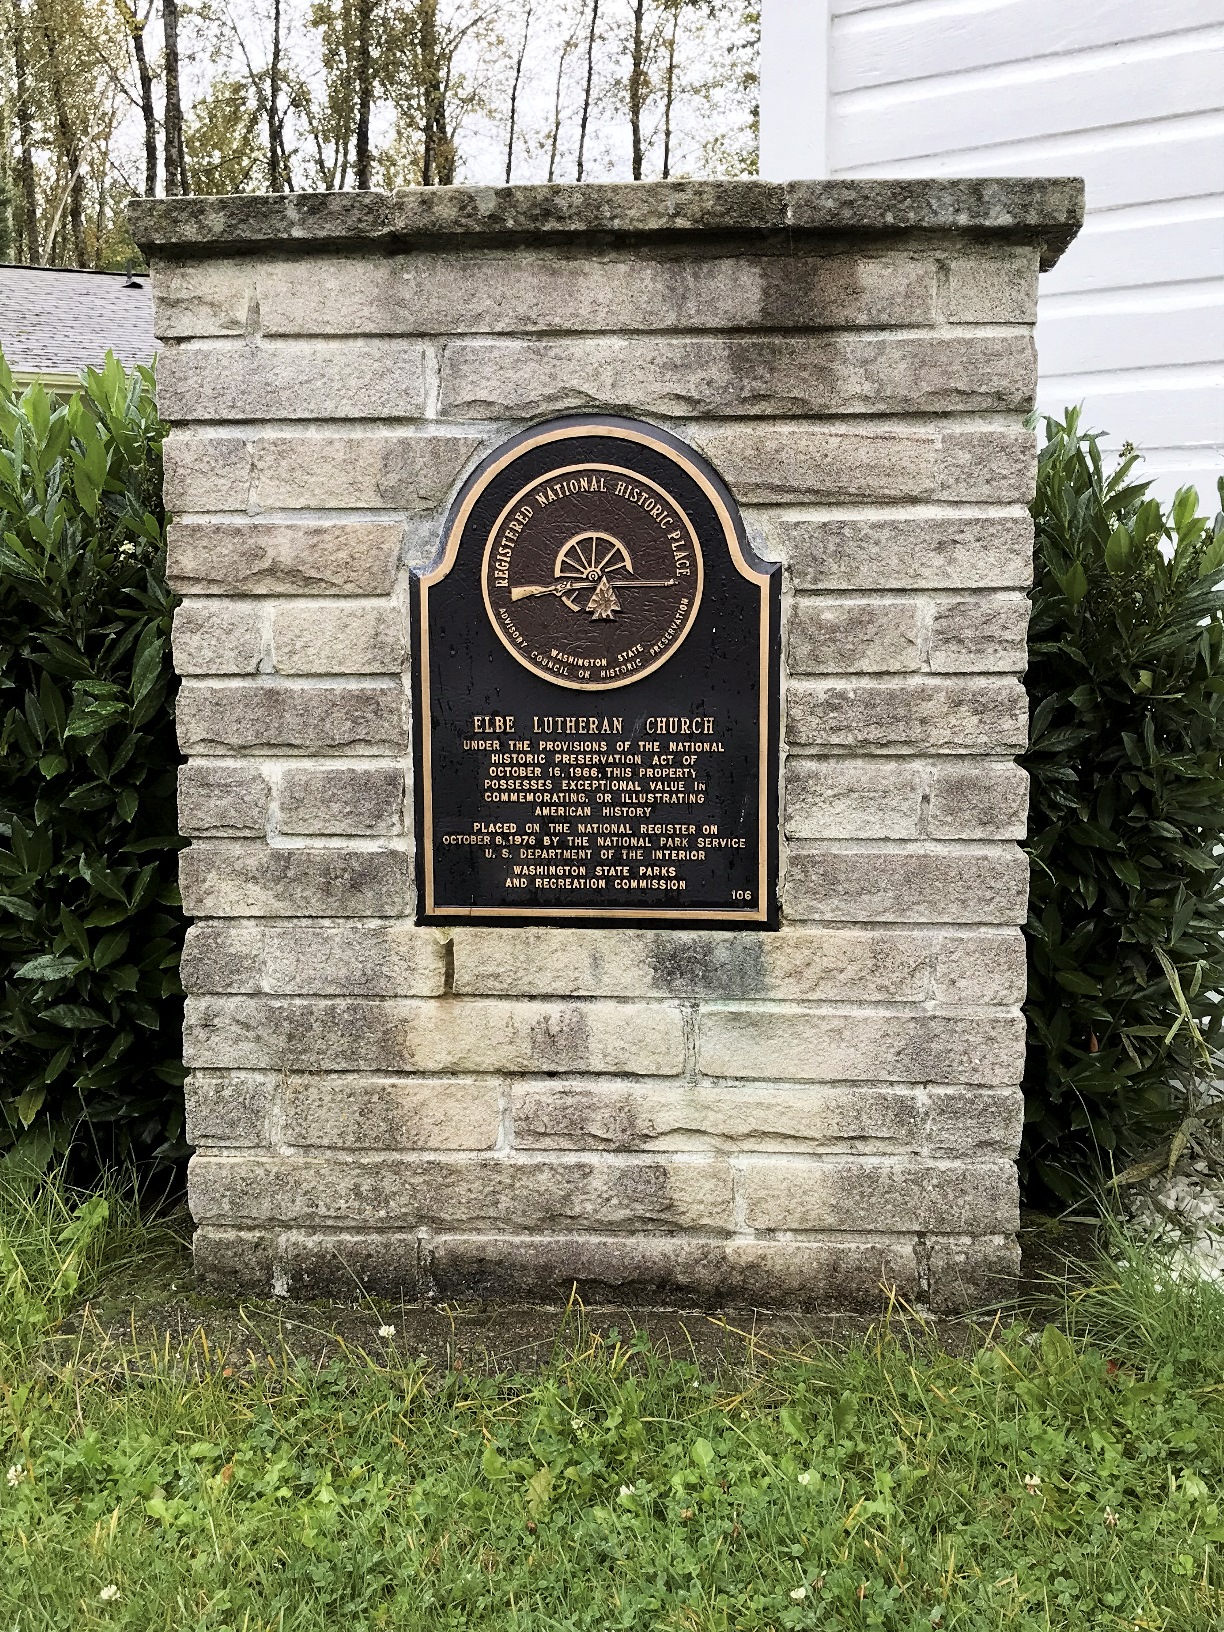 REGISTERED NATIONAL HISTORIC PLACE
WASHINGTON STATE
ADVISORY COUNCIL ON HISTORIC PRESERVATION
ELBE LUTHERAN CHURCH
UNDER THE PROVISIONS OF THE NATIONAL
HISTORIC PRESERVATION ACT OF
OCTOBER 16, 1966, THIS PROPERTY
POSSESSES EXCEPTIONAL VALUE IN
COMMEMORATING, OR ILLUSTRATING
AMERICAN HISTORY
PLACED ON THE NATIONAL REGISTER ON
OCTOBER 8, 1976 BY THE NATIONAL PARK SERVICE
U. S. DEPARTMENT OF THE INTERIOR
WASHINGTON STATE PARKS
AND RECREATION COMMISSION
106